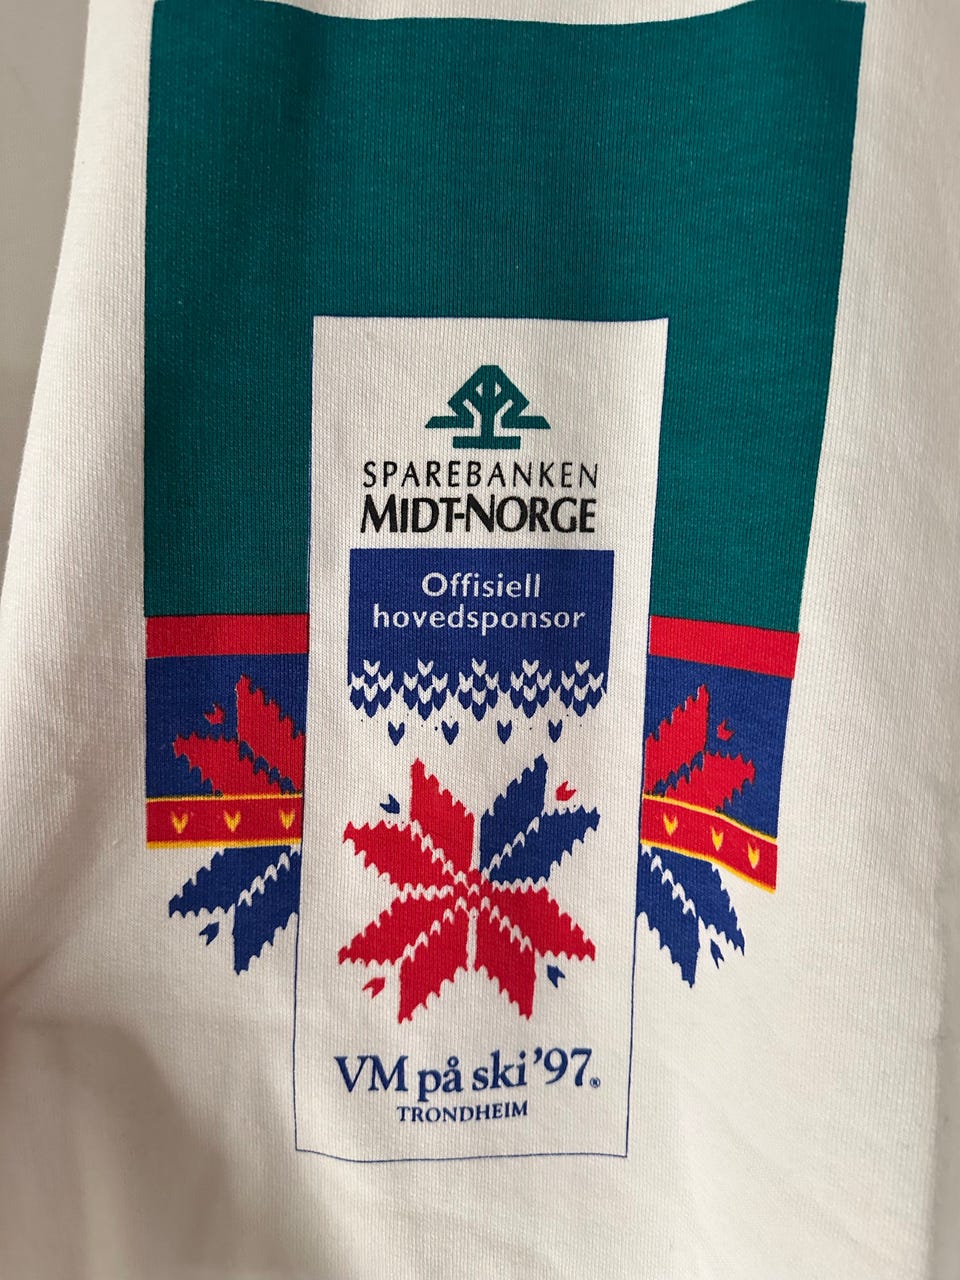 SPAREBANKEN
MIDT-NORGE
Offisiell
hovedsponsor
VM på ski '97®
TRONDHEIM